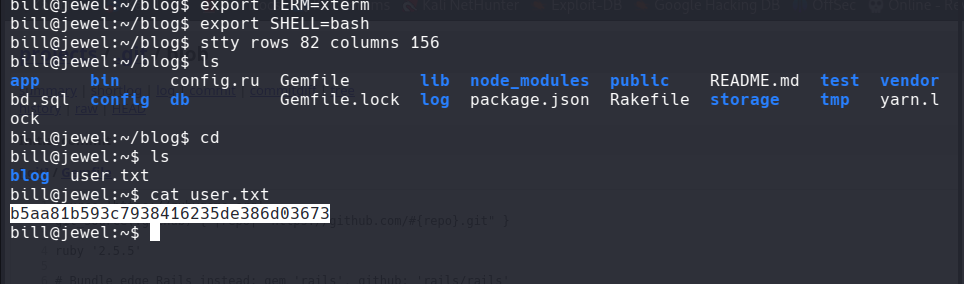 bill@jewel:~/blog$ export TERM=xterm
bill@jewel:~/blog$ export SHELL=bash
bill@jewel:~/blog$ stty rows 82 columns 156
bill@jewel:~/blog$ ls
app bin config.ru Gemfile lib node_modules public README.md test vendor
bd.sql config db Gemfile.lock log package.json Rakefile storage tmp yarn.l
ock
bill@jewel:~/blog$ cd
bill@jewel:~$ ls
blog user.txt
bill@jewel:~$ cat user.txt
b5aa81b593c7938416235de386d03673
bill@jewel:~$